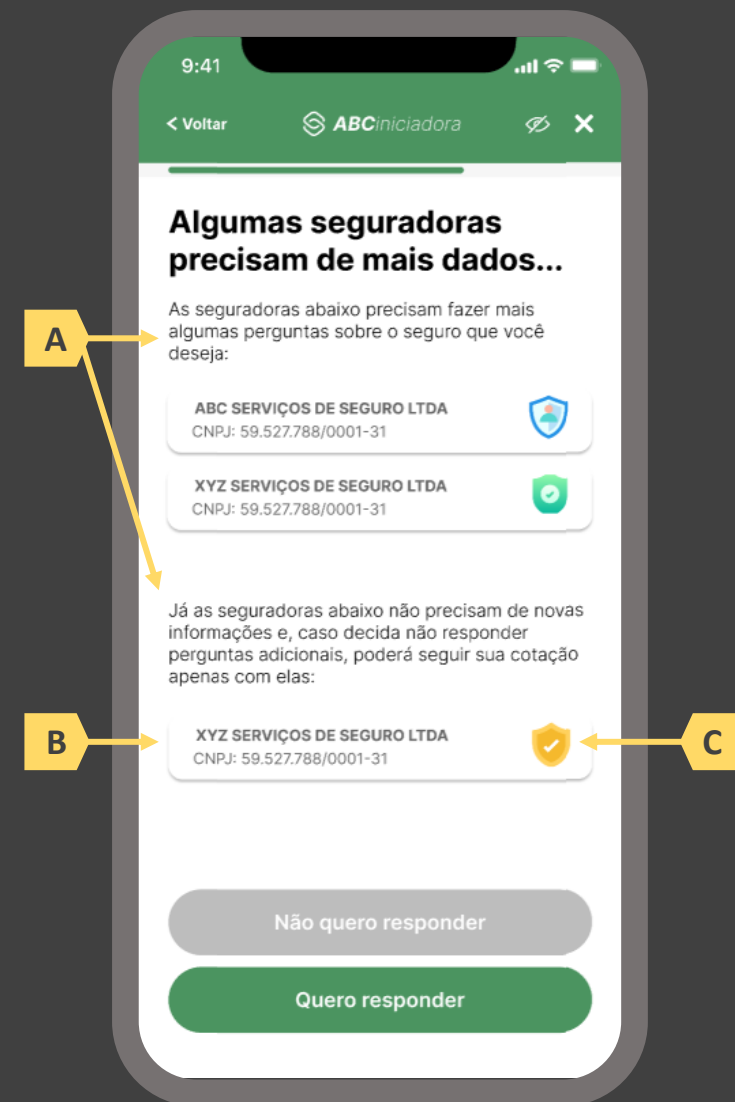 9:41
< Voltar
ABCiniciadora
Algumas seguradoras
precisam de mais dados...
As seguradoras abaixo precisam fazer mais
algumas perguntas sobre o seguro que você
deseja:
A
ABC SERVIÇOS DE SEGURO LTDA
CNPJ: 59.527.788/0001-31
XYZ SERVIÇOS DE SEGURO LTDA
CNPJ: 59.527.788/0001-31
Já as seguradoras abaixo não precisam de novas
informações e, caso decida não responder
perguntas adicionais, poderá seguir sua cotação
apenas com elas:
B
XYZ SERVIÇOS DE SEGURO LTDA
CNPJ: 59.527.788/0001-31
C
Não quero responder
Quero responder